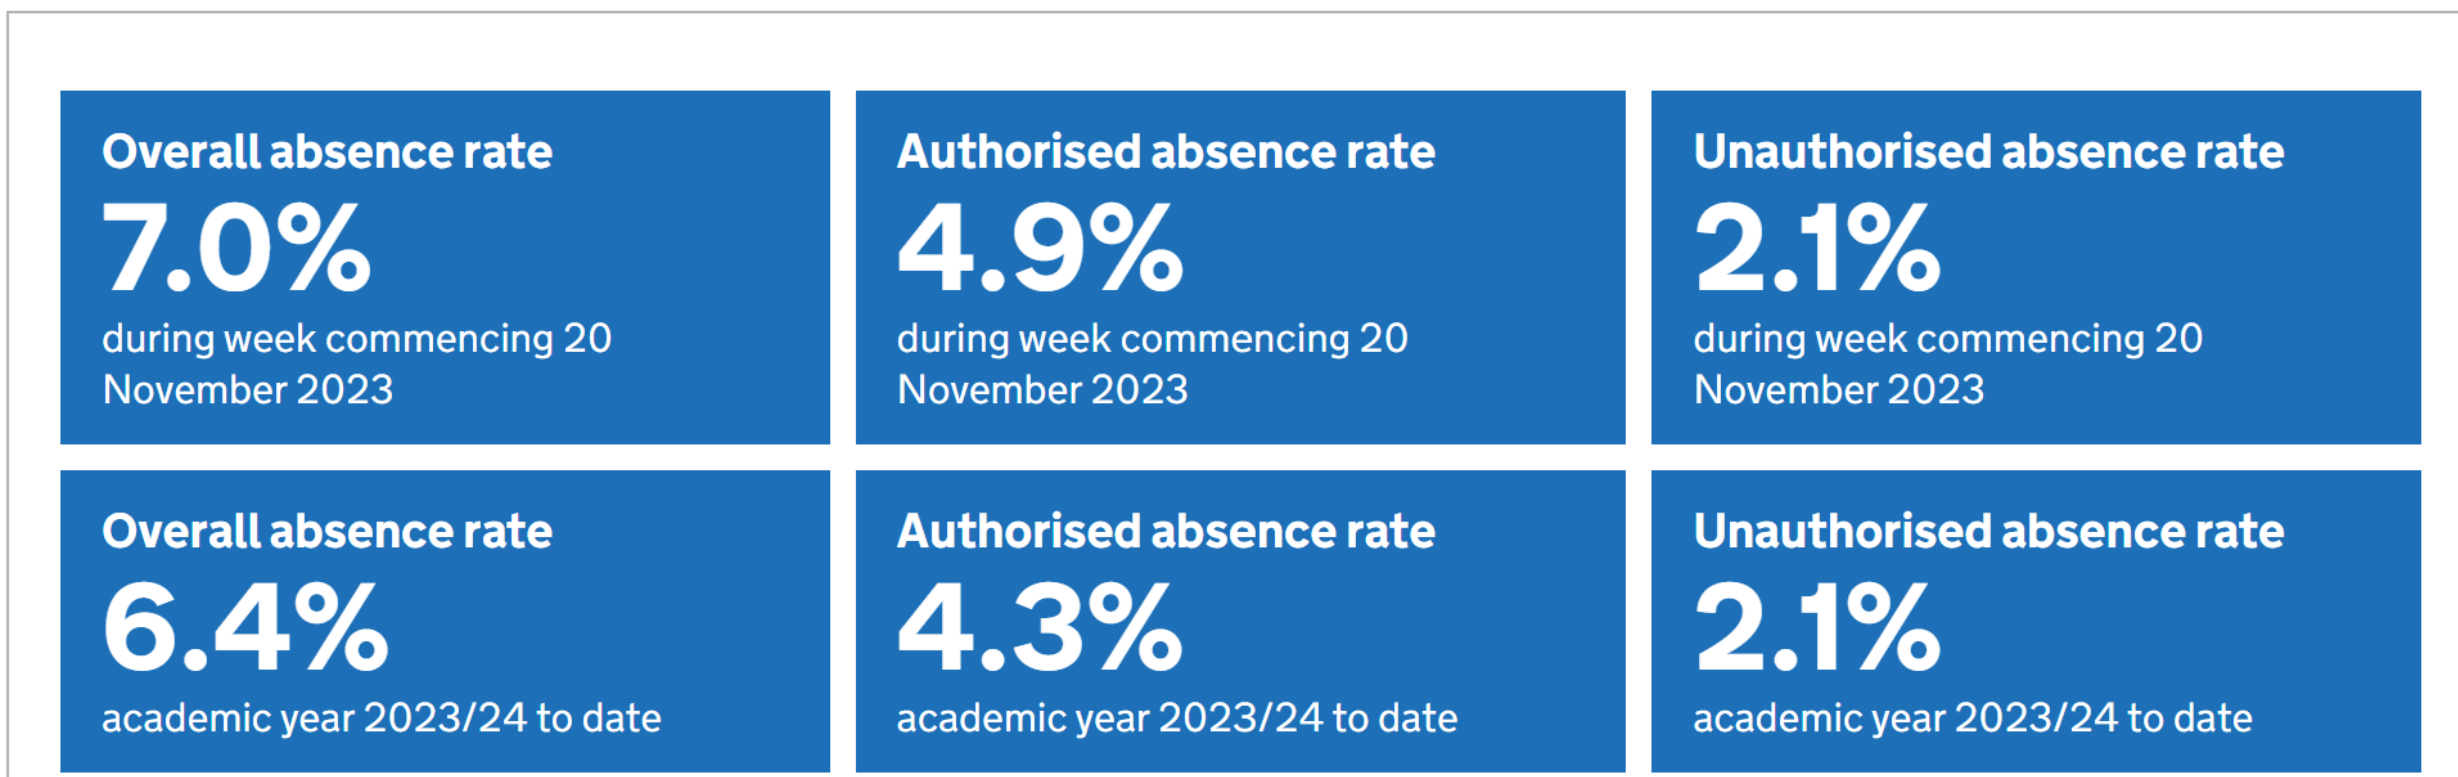 Overall absence rate
7.0%
during week commencing 20
November 2023
Authorised absence rate
4.9%
during week commencing 20
November 2023
Unauthorised absence rate
2.1%
during week commencing 20
November 2023
Overall absence rate
6.4%
academic year 2023/24 to date
Authorised absence rate
4.3%
academic year 2023/24 to date
Unauthorised absence rate
2.1%
academic year 2023/24 to date